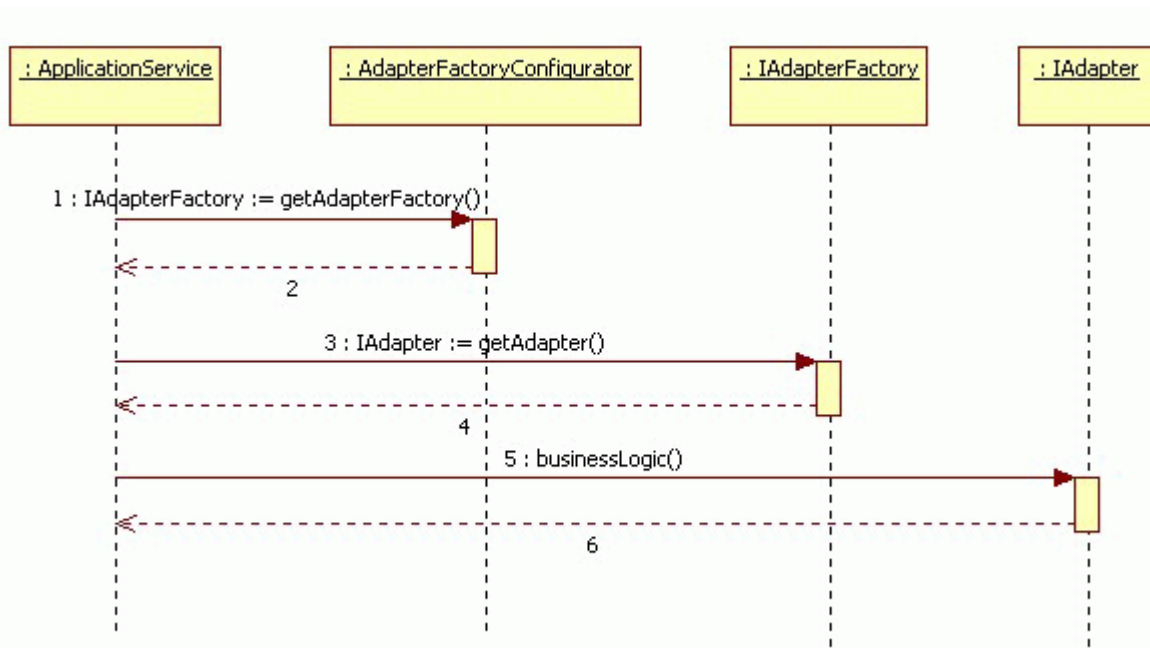 : ApplicationService
: AdapterFactoryConfigurator
: IAdapterFactory
: IAdapter
1 : IAdapterFactory := getAdapterFactory()
2
3 : IAdapter := getAdapter()
4
5 : businessLogic()
6